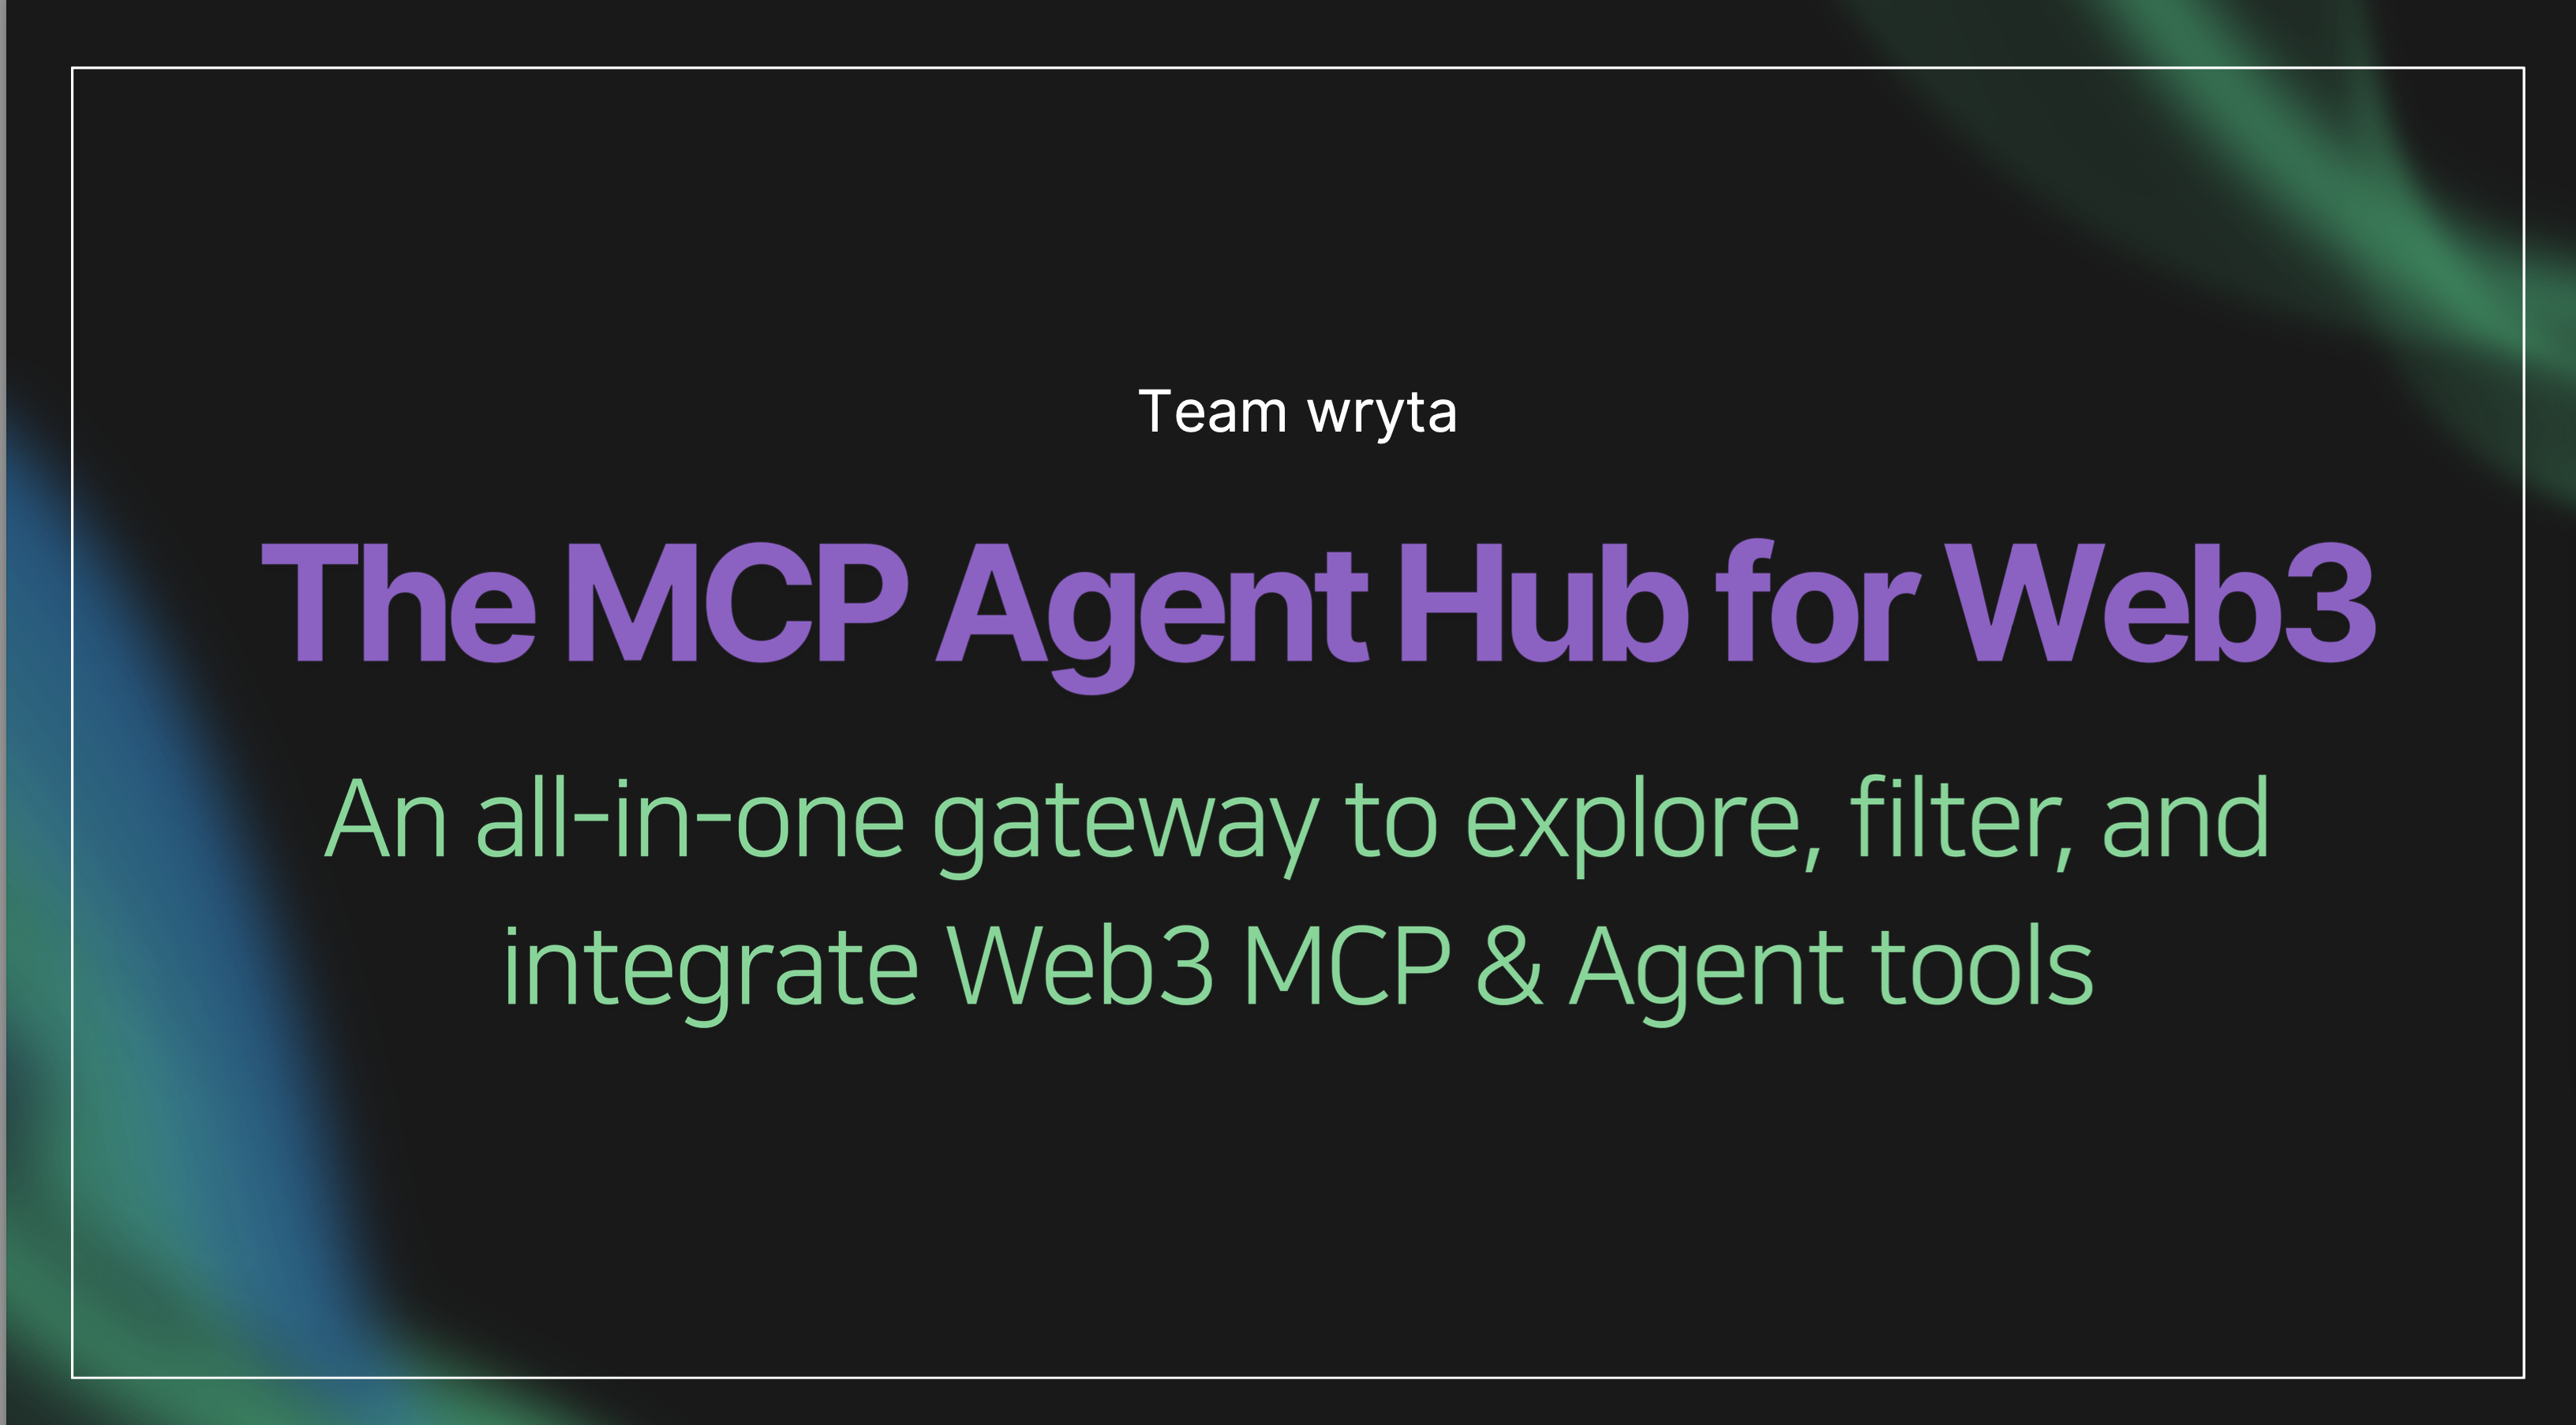 Team wryta
The MCP Agent Hub for Web3
An all-in-one gateway to explore, filter, and
integrate Web3 MCP & Agent tools